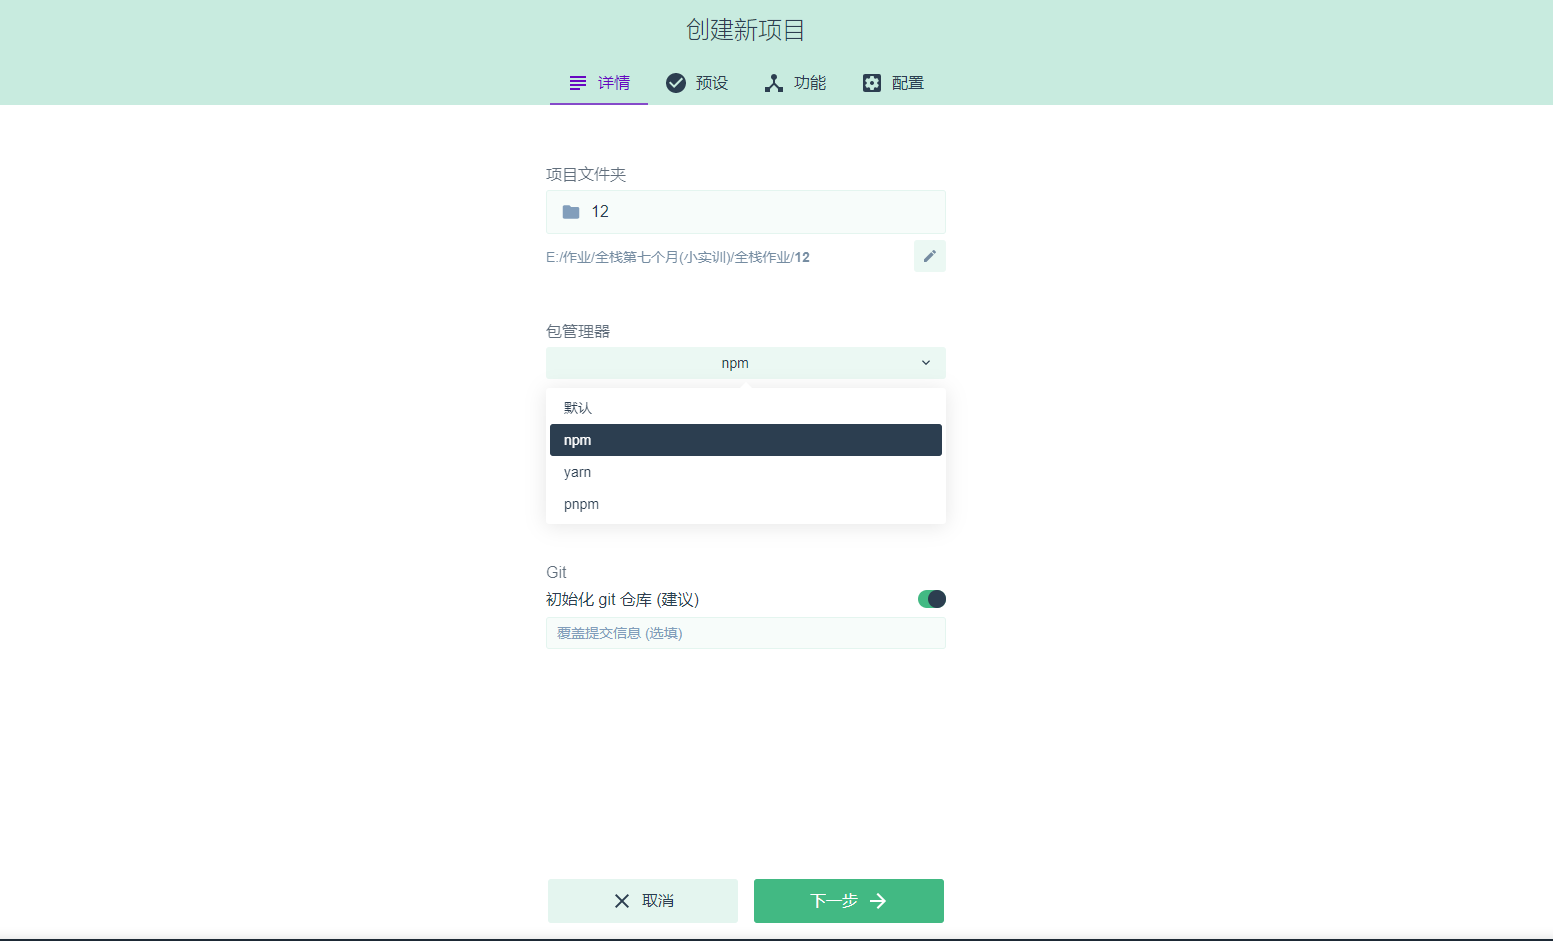 创建新项目
详情 预设 功能 配置
项目文件夹
12
E:/作业/全栈第七个月(小实训)/全栈作业/12
包管理器
npm
默认
npm
yarn
pnpm
Git
初始化 git 仓库 (建议)
覆盖提交信息 (选填)
取消 下一步